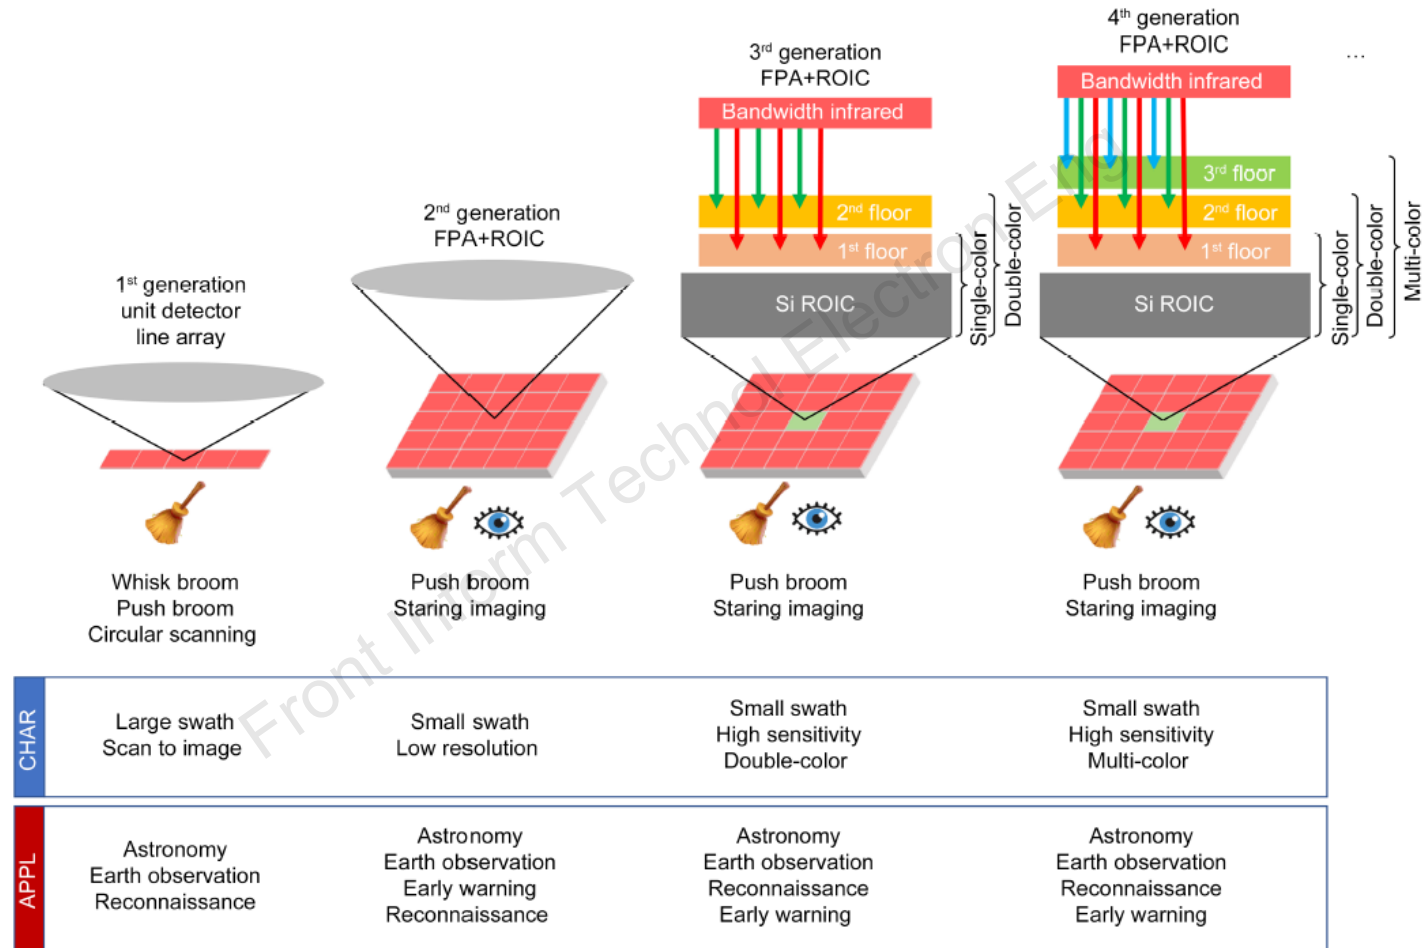 1st generation
unit detector
line array
2nd generation
FPA+ROIC
3rd generation
FPA+ROIC
Bandwidth infrared
2nd floor
1st floor
Si ROIC
Single-color
Double-color
4th generation
FPA+ROIC
Bandwidth infrared
3rd floor
2nd floor
1st floor
Si ROIC
Single-color
Double-color
Multi-color
...
Whisk broom
Push broom
Circular scanning
Push broom
Staring imaging
Push broom
Staring imaging
Push broom
Staring imaging
CHAR
Large swath
Scan to image
Small swath
Low resolution
Small swath
High sensitivity
Double-color
Small swath
High sensitivity
Multi-color
APPL
Astronomy
Earth observation
Reconnaissance
Astronomy
Earth observation
Early warning
Reconnaissance
Astronomy
Earth observation
Reconnaissance
Early warning
Astronomy
Earth observation
Reconnaissance
Early warning
Front Inform Technol Electron Eng